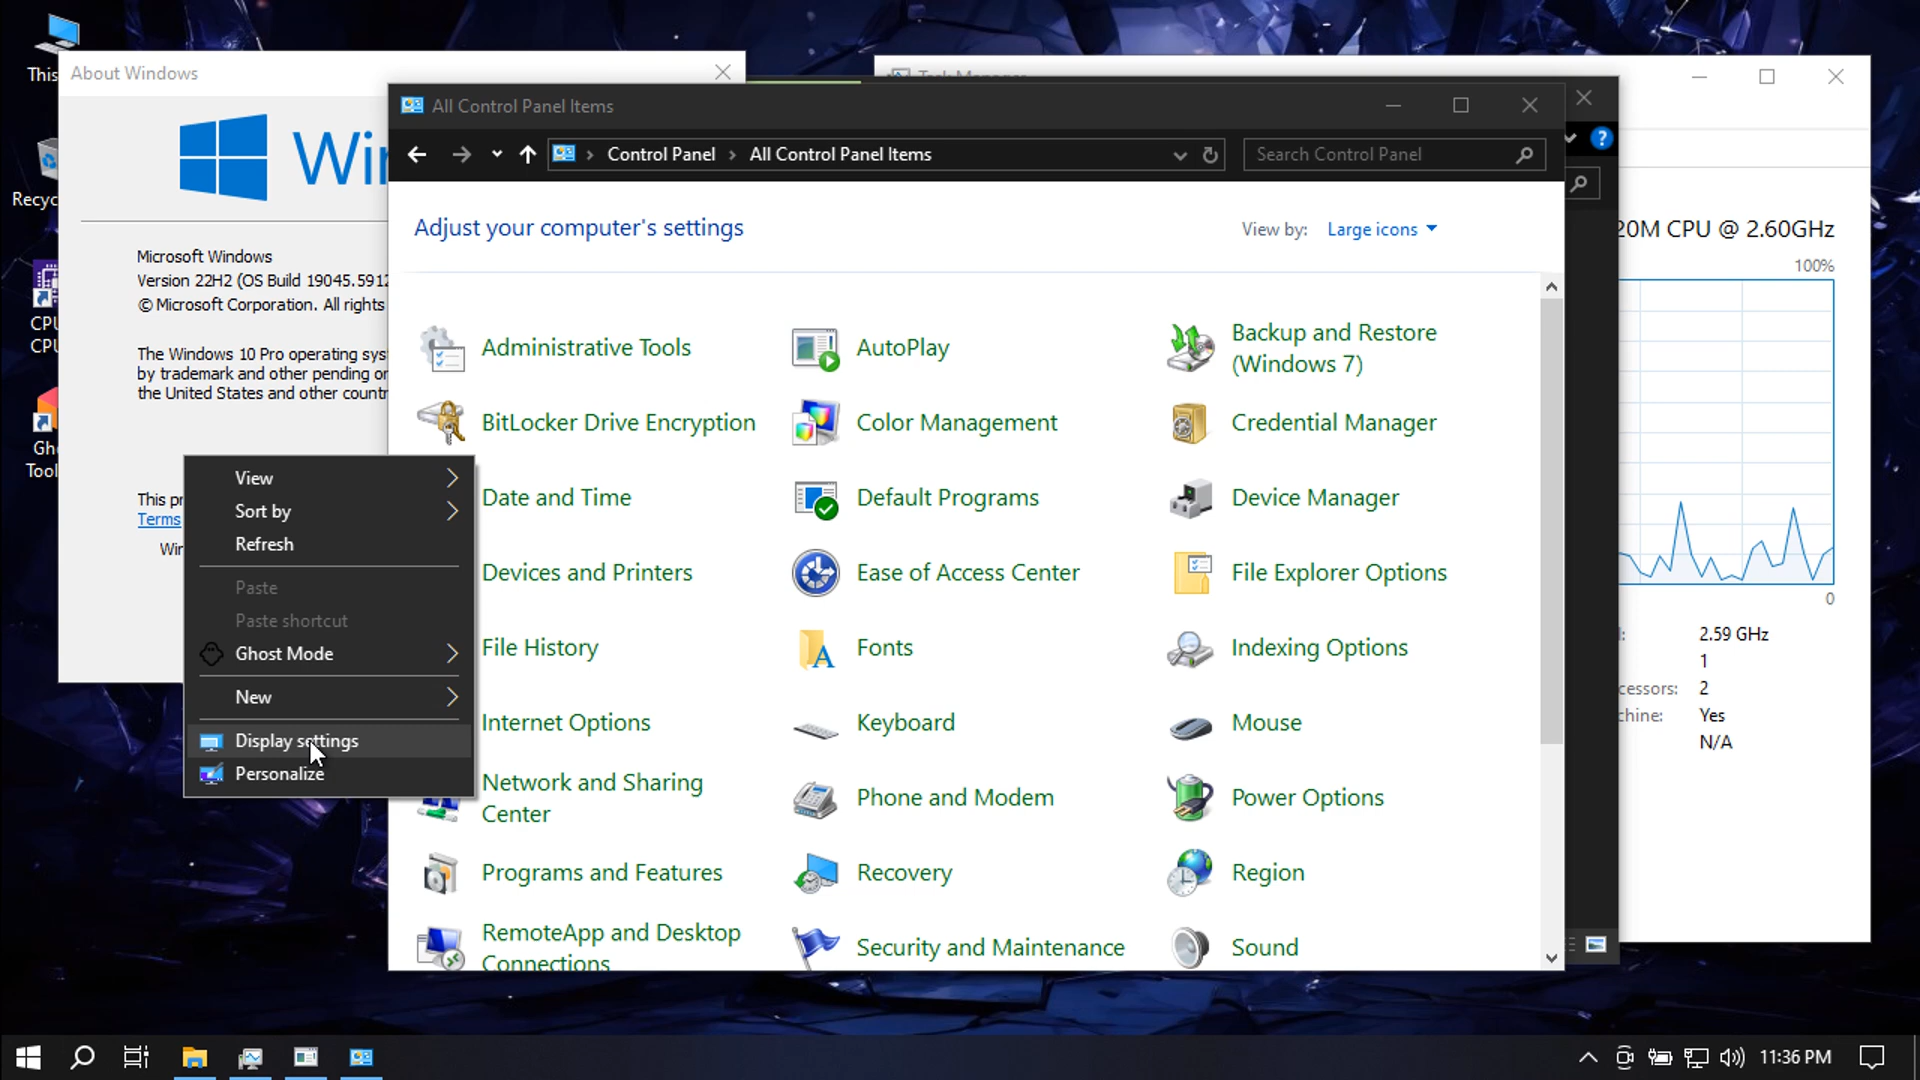 This
About Windows
Recyc
CPU
CPU
Gh
Tool
Win
Microsoft Windows
Version 22H2 (OS Build 19045.5912
© Microsoft Corporation. All rights
The Windows 10 Pro operating sys
by trademark and other pending or
the United States and other countr
This pr
Terms
Win
View
Sort by
Refresh
Paste
Paste shortcut
Ghost Mode
New
Display settings
Personalize
All Control Panel Items
Control Panel
All Control Panel Items
Search Control Panel
Adjust your computer's settings
View by:
Large icons
Administrative Tools
AutoPlay
Backup and Restore
(Windows 7)
BitLocker Drive Encryption
Color Management
Credential Manager
Date and Time
Default Programs
Device Manager
Devices and Printers
Ease of Access Center
File Explorer Options
File History
Fonts
Indexing Options
Internet Options
Keyboard
Mouse
Network and Sharing
Center
Phone and Modem
Power Options
Programs and Features
Recovery
Region
RemoteApp and Desktop
Connections
Security and Maintenance
Sound
Task Manager
20M CPU @ 2.60GHz
100%
0
2.59 GHz
1
cessors: 2
chine: Yes
N/A
11:36 PM